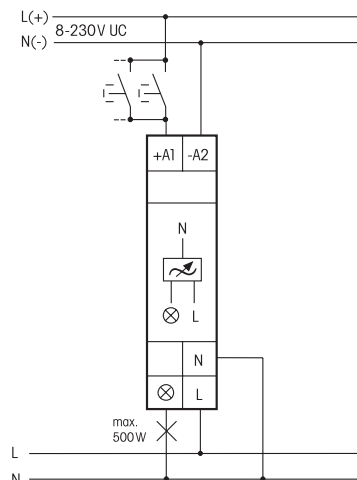 L(+)
8-230V UC
N(-)
+A1 -A2
N
L
N
L
max.
500W
L
N